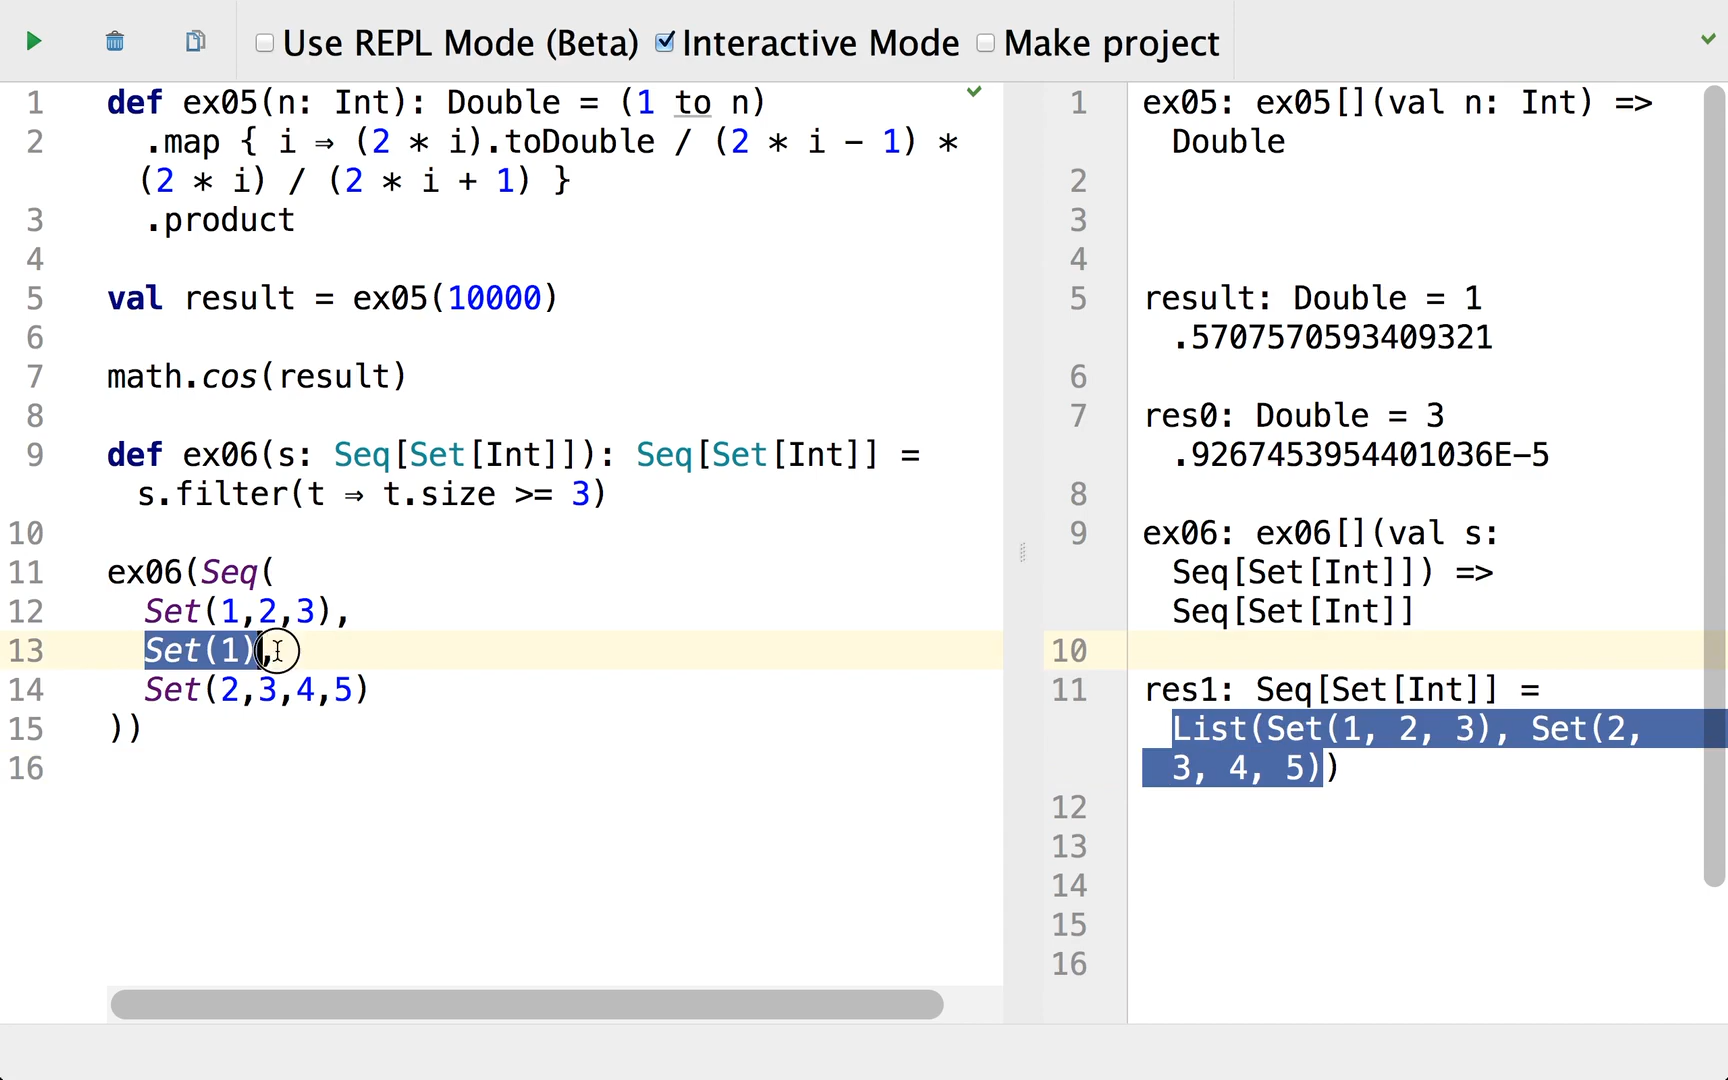 Use REPL Mode (Beta) Interactive Mode Make project
1 def ex05(n: Int): Double = (1 to n)
2 .map { i ⇒ (2 * i).toDouble / (2 * i − 1) *
(2 * i) / (2 * i + 1) }
3 .product
4
5 val result = ex05(10000)
6
7 math.cos(result)
8
9 def ex06(s: Seq[Set[Int]]): Seq[Set[Int]] =
s.filter(t ⇒ t.size >= 3)
10
11 ex06(Seq(
12 Set(1,2,3),
13 Set(1),
14 Set(2,3,4,5)
15 ))
16
1 ex05: ex05[](val n: Int) =>
Double
2
3
4
5 result: Double = 1
.5707570593409321
6
7 res0: Double = 3
.9267453954401036E−5
8
9 ex06: ex06[](val s:
Seq[Set[Int]]) =>
Seq[Set[Int]]
10
11 res1: Seq[Set[Int]] =
List(Set(1, 2, 3), Set(2,
3, 4, 5))
12
13
14
15
16